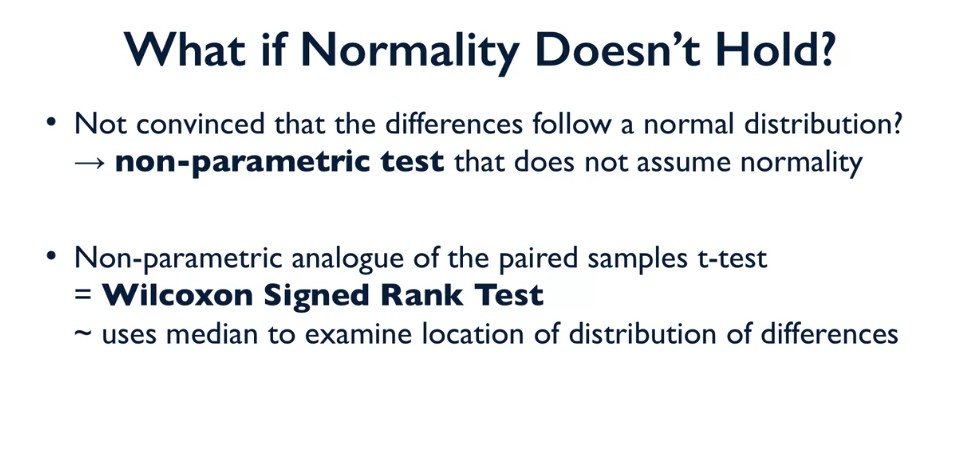 What if Normality Doesn't Hold?
• Not convinced that the differences follow a normal distribution?
→ non-parametric test that does not assume normality
• Non-parametric analogue of the paired samples t-test
= Wilcoxon Signed Rank Test
~ uses median to examine location of distribution of differences